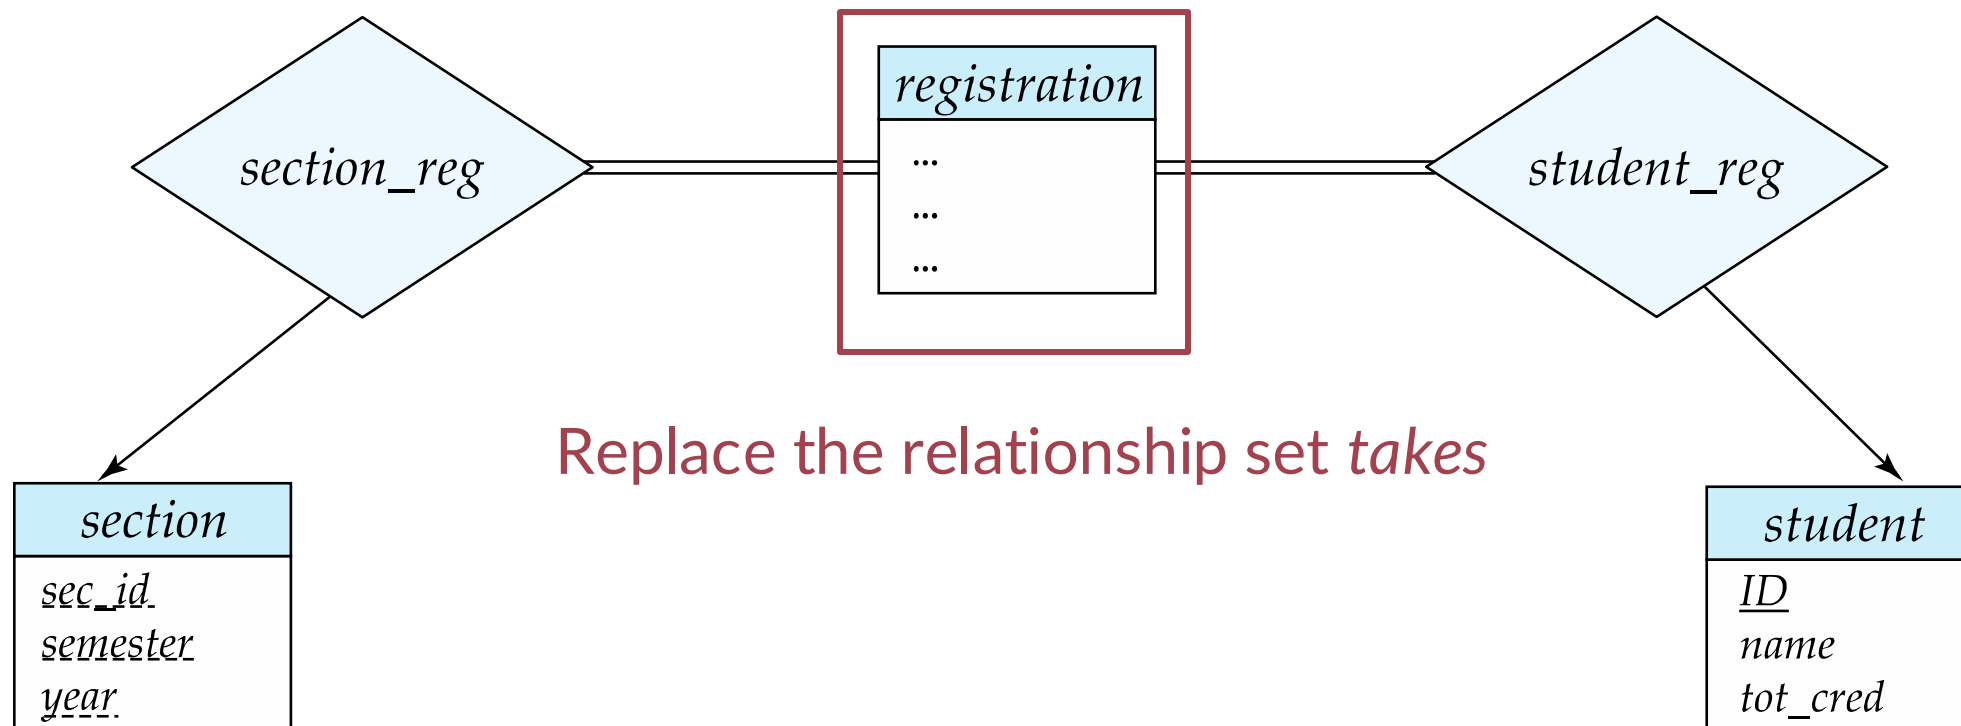 registration
section_reg
...
...
...
student_reg
Replace the relationship set takes
section
sec_id
semester
year
student
ID
name
tot_cred